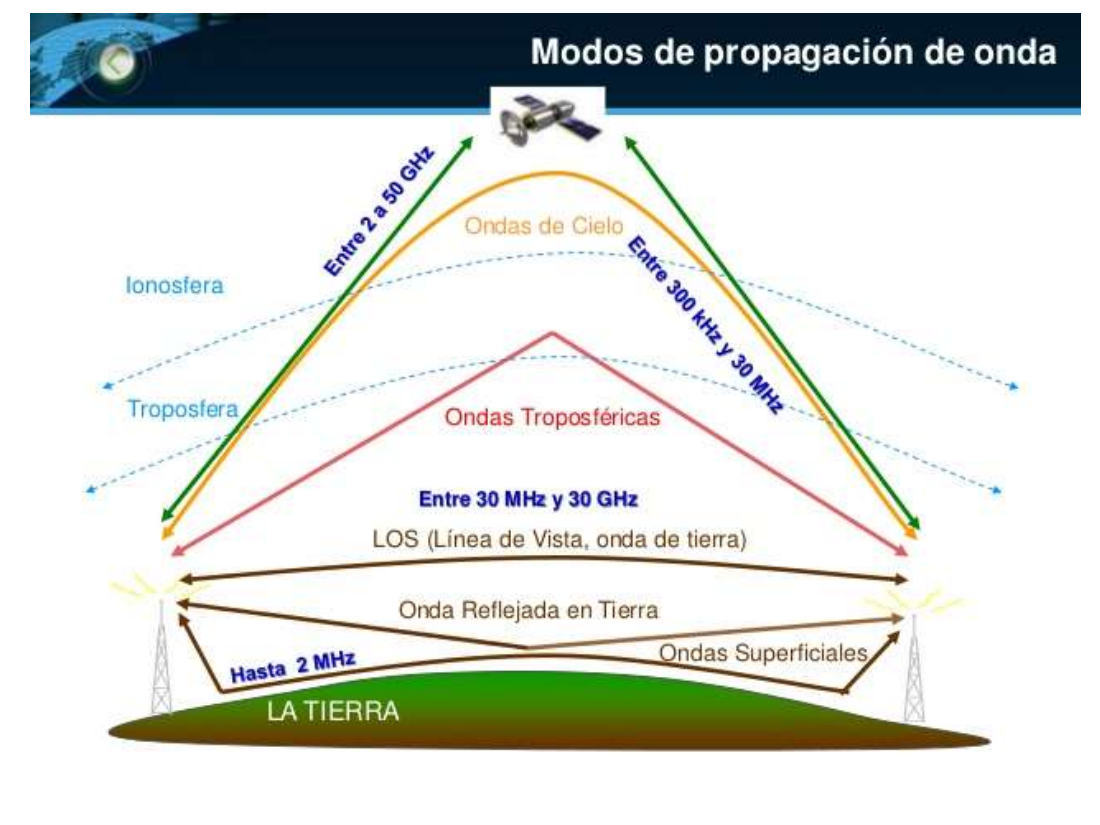 Modos de propagación de onda
Entre 2 a 50 GHz
Ondas de Cielo
Entre 300 kHz y 30 MHz
Ionosfera
Troposfera
Ondas Troposféricas
Entre 30 MHz y 30 GHz
LOS (Línea de Vista, onda de tierra)
Onda Reflejada en Tierra
Ondas Superficiales
Hasta 2 MHz
LA TIERRA